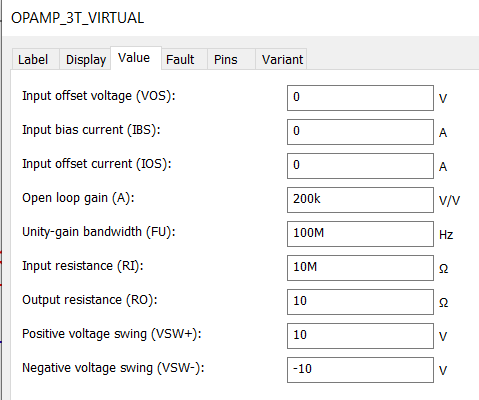 OPAMP_3T_VIRTUAL
Label Display Value Fault Pins Variant
Input offset voltage (VOS): 0 V
Input bias current (IBS): 0 A
Input offset current (IOS): 0 A
Open loop gain (A): 200k V/V
Unity-gain bandwidth (FU): 100M Hz
Input resistance (RI): 10M Ω
Output resistance (RO): 10 Ω
Positive voltage swing (VSW+): 10 V
Negative voltage swing (VSW-): -10 V